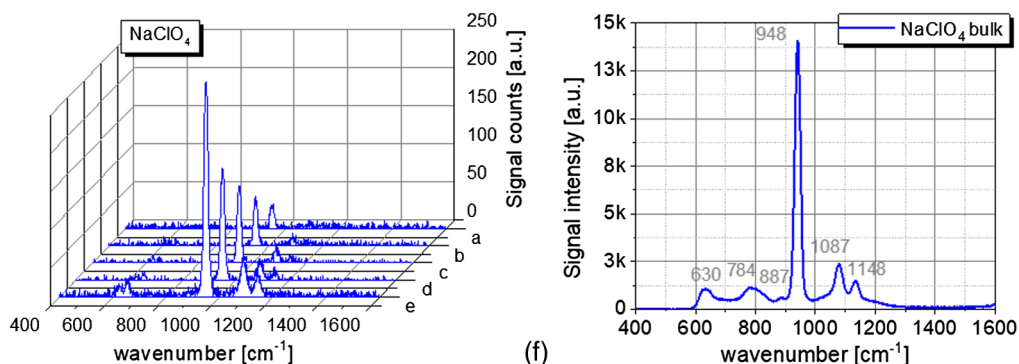 NaClO4
250
200
150
100
50
0
Signal counts [a.u.]
a
b
c
d
e
400 600 800 1000 1200 1400 1600
wavenumber [cm-1]
(f)
15k
13k
10k
8k
5k
3k
0
Signal intensity [a.u.]
NaClO4 bulk
948
1087
630 784 887 1148
400 600 800 1000 1200 1400 1600
wavenumber [cm-1]